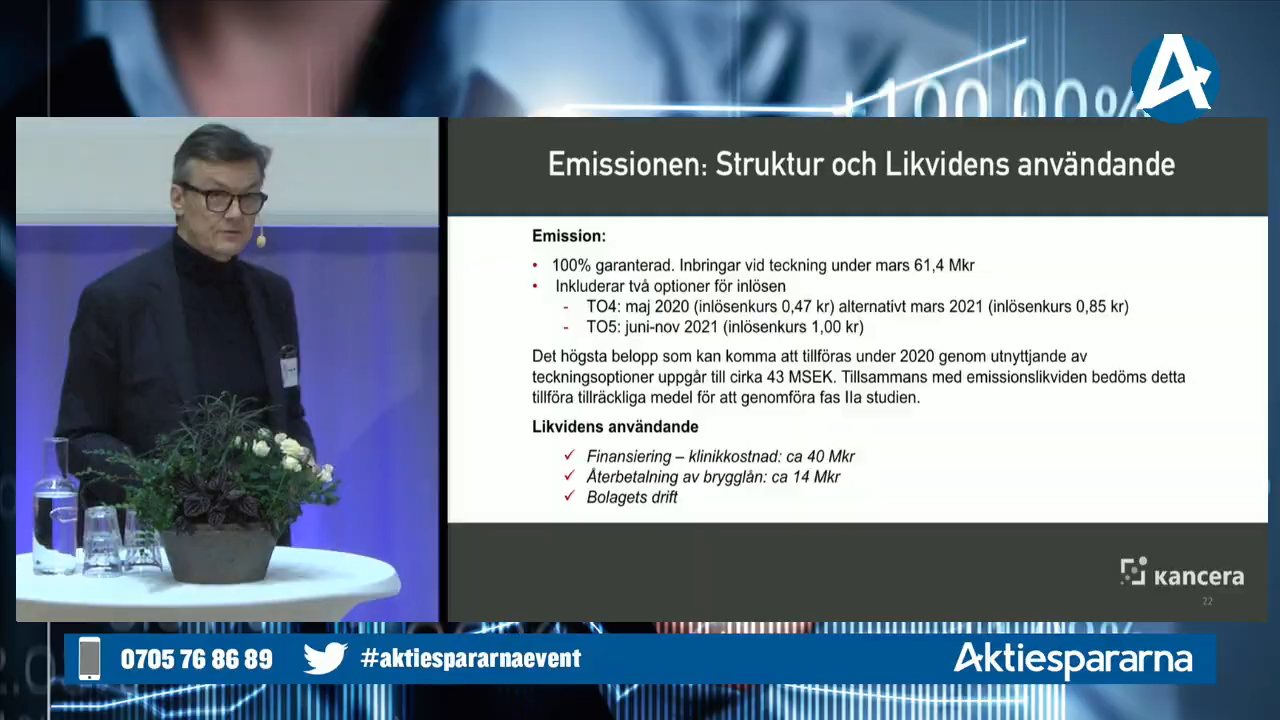 +100,00%
Emissionen: Struktur och Likvidens användande
Emission:
• 100% garanterad. Inbringar vid teckning under mars 61,4 Mkr
• Inkluderar två optioner för inlösen
- TO4: maj 2020 (inlösenkurs 0,47 kr) alternativt mars 2021 (inlösenkurs 0,85 kr)
- TO5: juni-nov 2021 (inlösenkurs 1,00 kr)
Det högsta belopp som kan komma att tillföras under 2020 genom utnyttjande av
teckningsoptioner uppgår till cirka 43 MSEK. Tillsammans med emissionslikviden bedöms detta
tillföra tillräckliga medel för att genomföra fas IIa studien.
Likvidens användande
✓ Finansiering – klinikkostnad: ca 40 Mkr
✓ Återbetalning av brygglån: ca 14 Mkr
✓ Bolagets drift
kancera
22
0705 76 86 89
#aktiespararnaevent
Aktiespararna